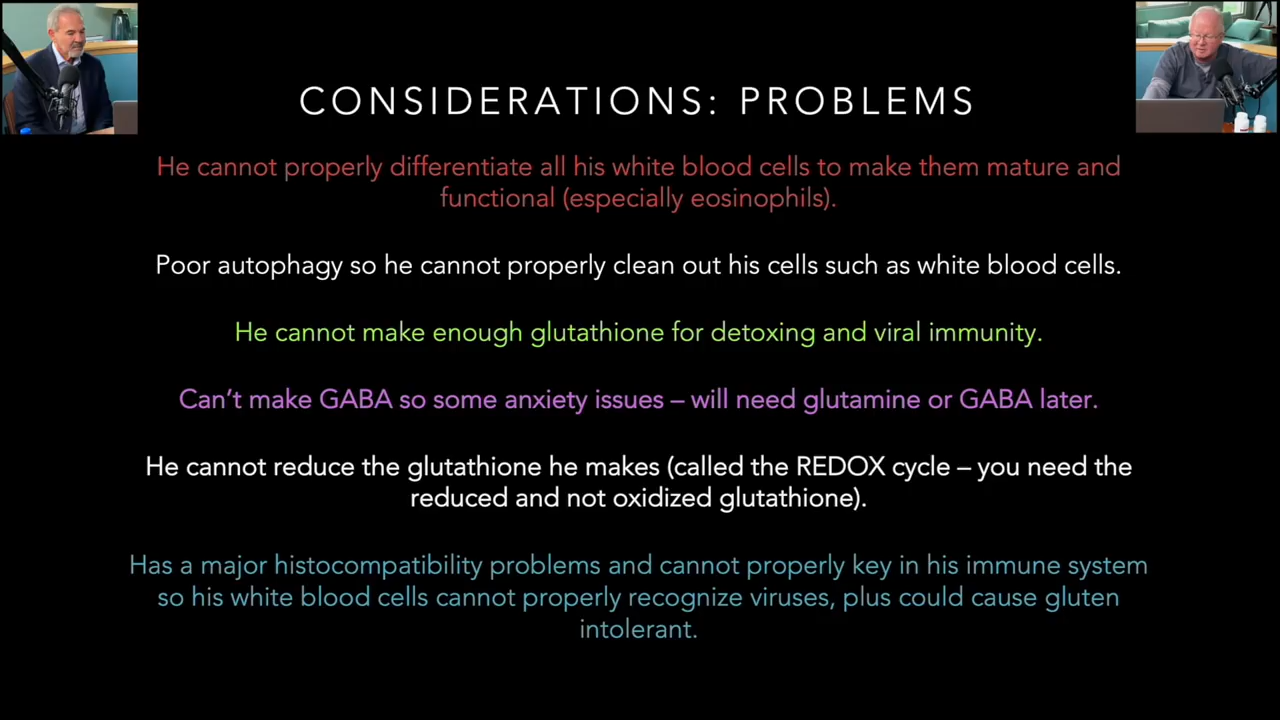 CONSIDERATIONS: PROBLEMS
He cannot properly differentiate all his white blood cells to make them mature and
functional (especially eosinophils).
Poor autophagy so he cannot properly clean out his cells such as white blood cells.
He cannot make enough glutathione for detoxing and viral immunity.
Can’t make GABA so some anxiety issues – will need glutamine or GABA later.
He cannot reduce the glutathione he makes (called the REDOX cycle – you need the
reduced and not oxidized glutathione).
Has a major histocompatibility problems and cannot properly key in his immune system
so his white blood cells cannot properly recognize viruses, plus could cause gluten
intolerant.